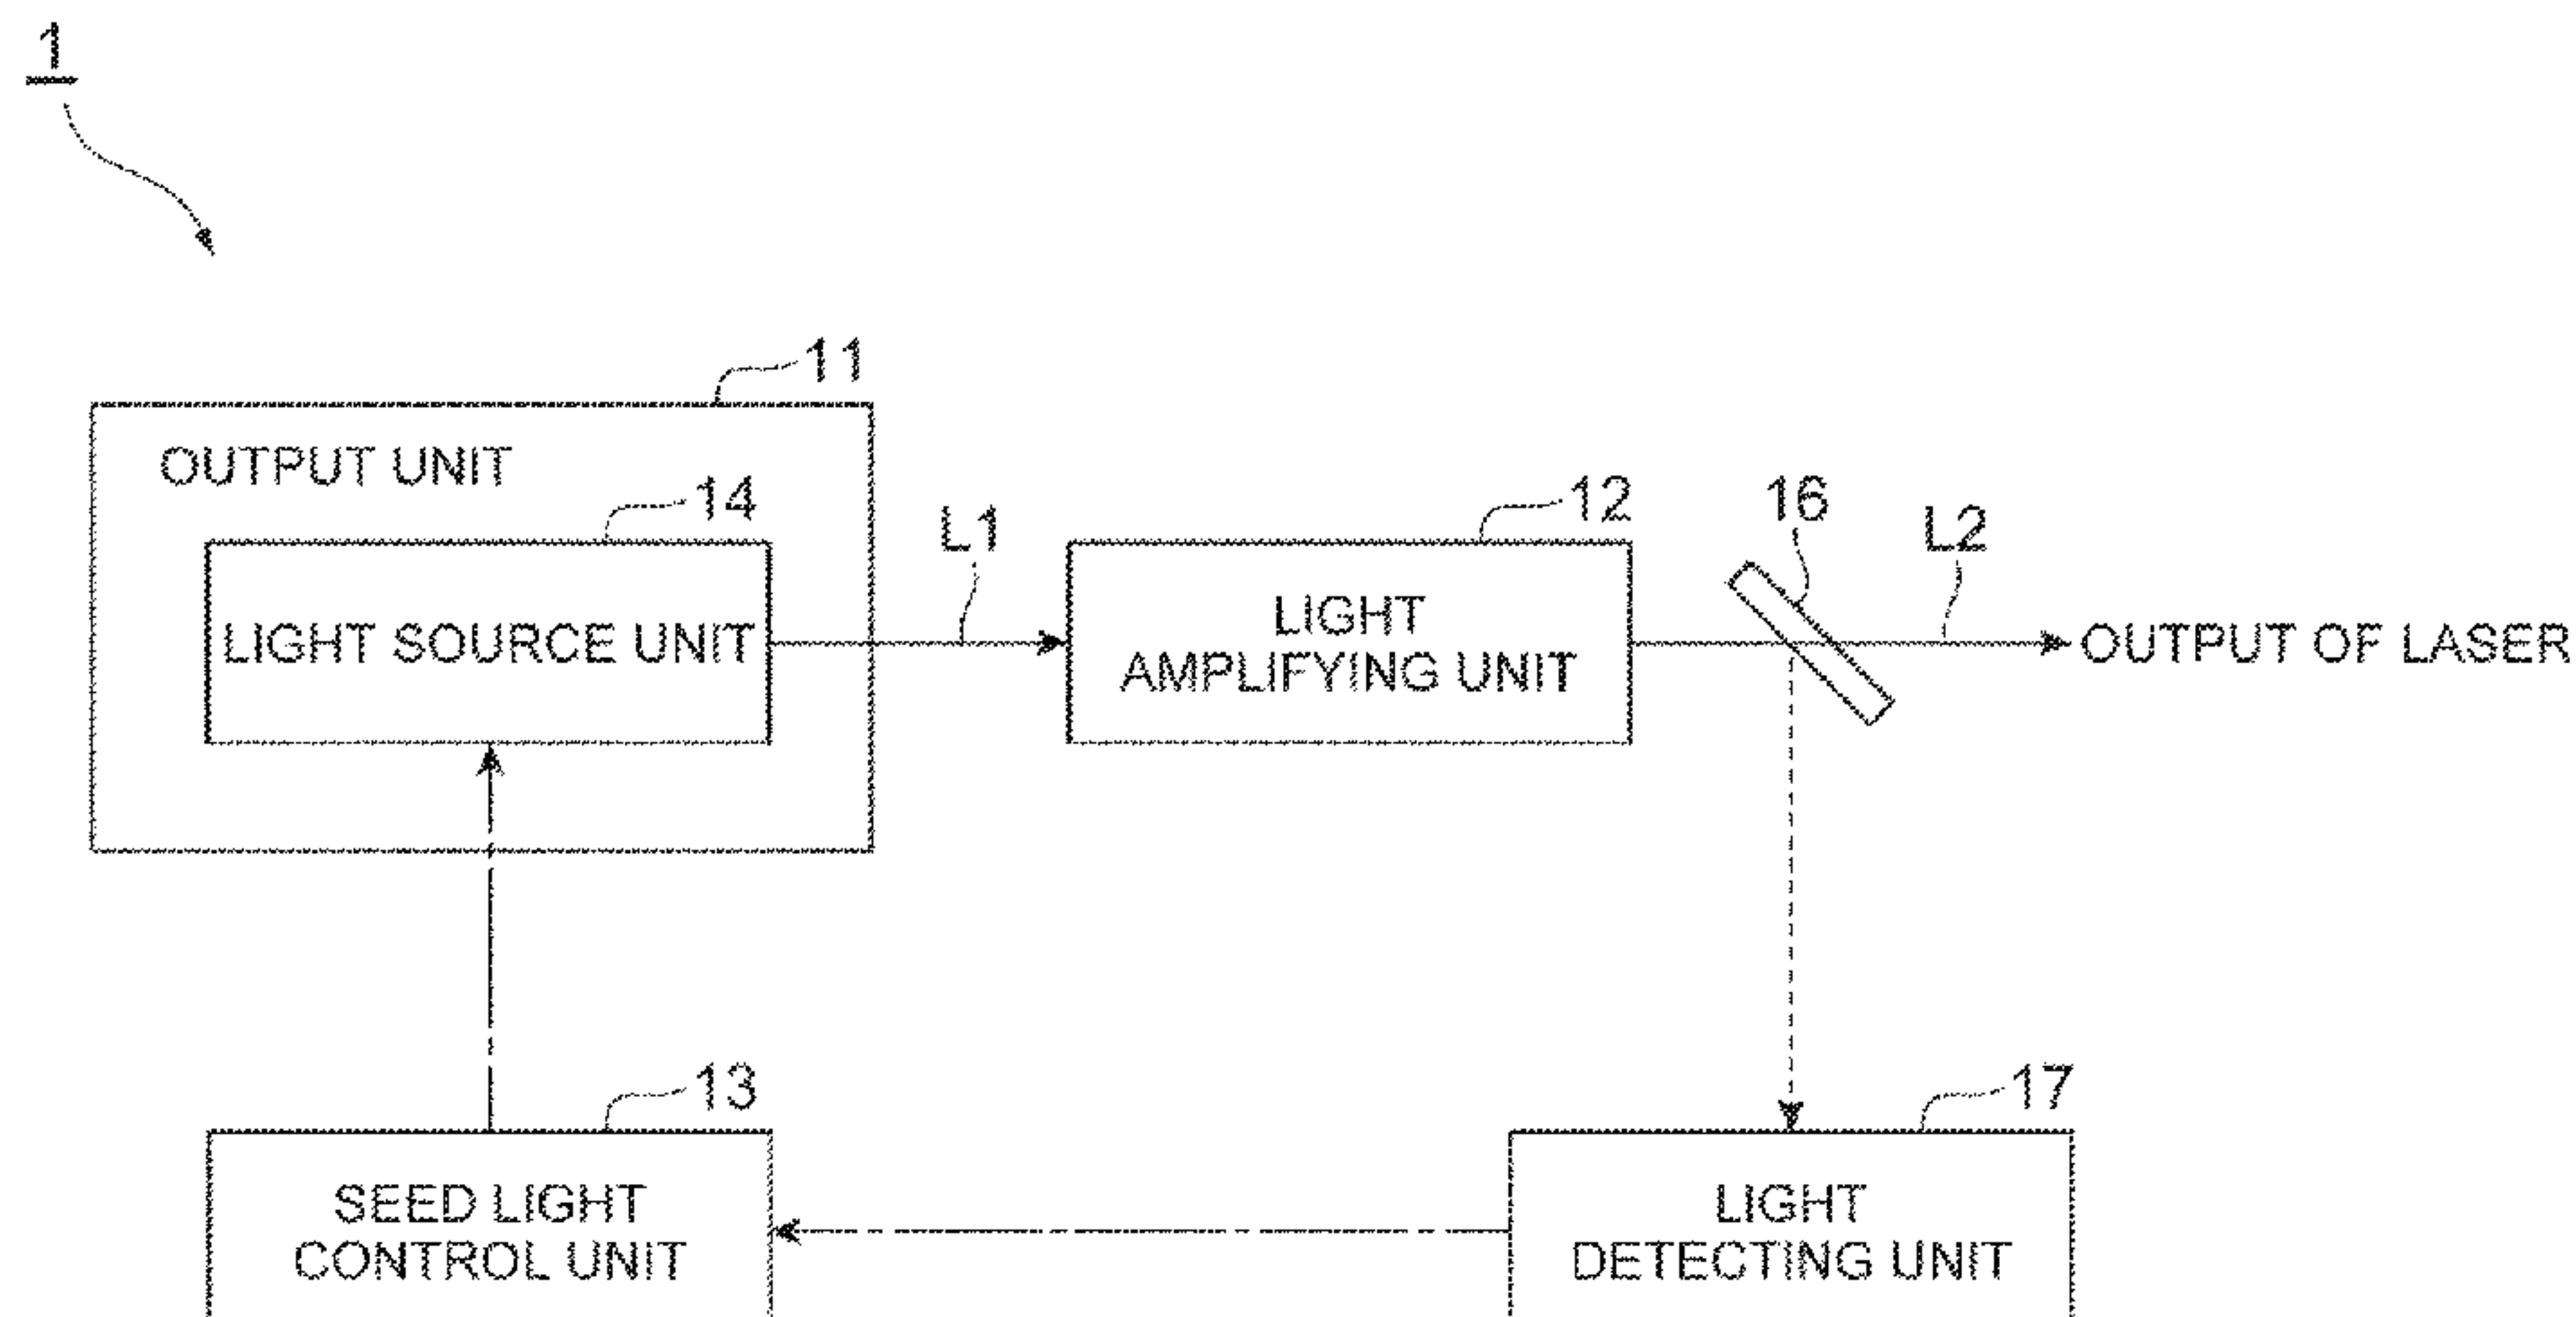 1
11
OUTPUT UNIT
14
L1
12
16
L2
LIGHT SOURCE UNIT
LIGHT
AMPLIFYING UNIT
OUTPUT OF LASER
13
17
SEED LIGHT
CONTROL UNIT
LIGHT
DETECTING UNIT